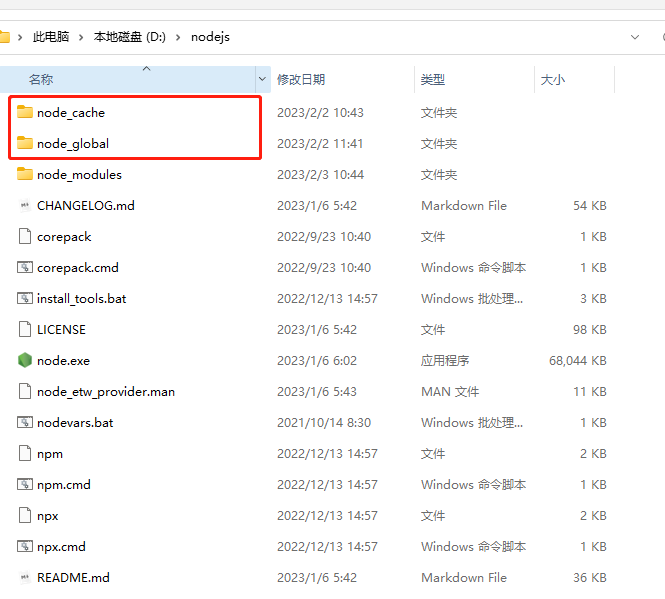 此电脑 › 本地磁盘 (D:) › nodejs
名称 修改日期 类型 大小
node_cache 2023/2/2 10:43 文件夹
node_global 2023/2/2 11:41 文件夹
node_modules 2023/2/3 10:44 文件夹
CHANGELOG.md 2023/1/6 5:42 Markdown File 54 KB
corepack 2022/9/23 10:40 文件 1 KB
corepack.cmd 2022/9/23 10:40 Windows 命令脚本 1 KB
install_tools.bat 2022/12/13 14:57 Windows 批处理... 3 KB
LICENSE 2023/1/6 5:42 文件 98 KB
node.exe 2023/1/6 6:02 应用程序 68,044 KB
node_etw_provider.man 2023/1/6 5:43 MAN 文件 11 KB
nodevars.bat 2021/10/14 8:30 Windows 批处理... 1 KB
npm 2022/12/13 14:57 文件 2 KB
npm.cmd 2022/12/13 14:57 Windows 命令脚本 1 KB
npx 2022/12/13 14:57 文件 2 KB
npx.cmd 2022/12/13 14:57 Windows 命令脚本 1 KB
README.md 2023/1/6 5:42 Markdown File 36 KB